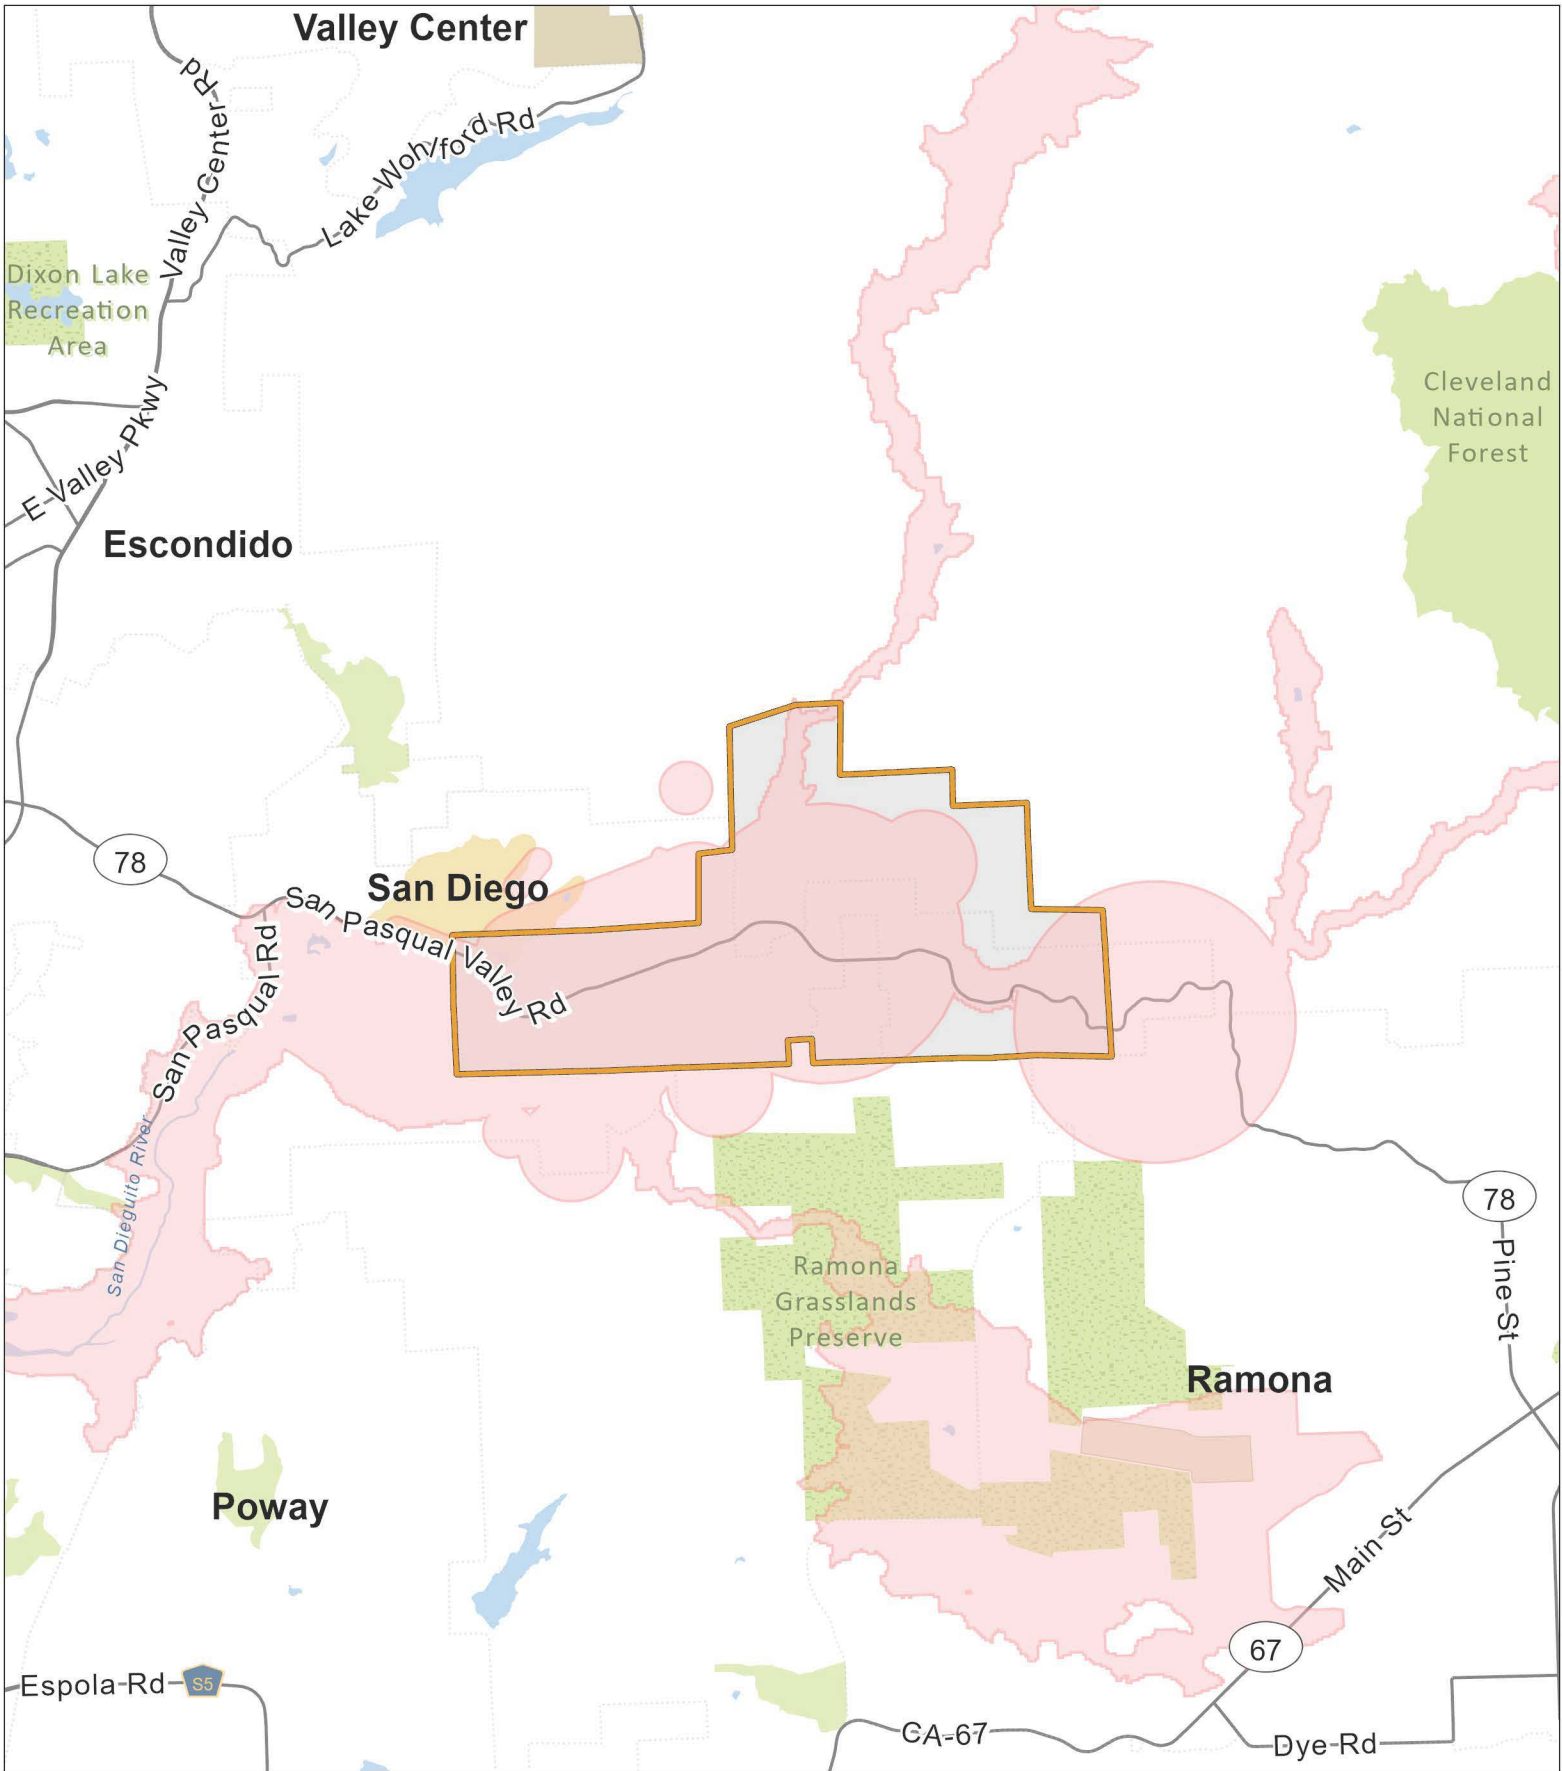 Valley Center
Valley Center Rd
Lake Wohlford Rd
Dixon Lake
Recreation
Area
Cleveland
National
Forest
E Valley Pkwy
Escondido
78
San Diego
San Pasqual Valley Rd
San Pasqual Rd
San Dieguito River
78
Pine St
Ramona
Grasslands
Preserve
Ramona
Poway
Main St
67
Espola Rd
S5
CA-67
Dye Rd